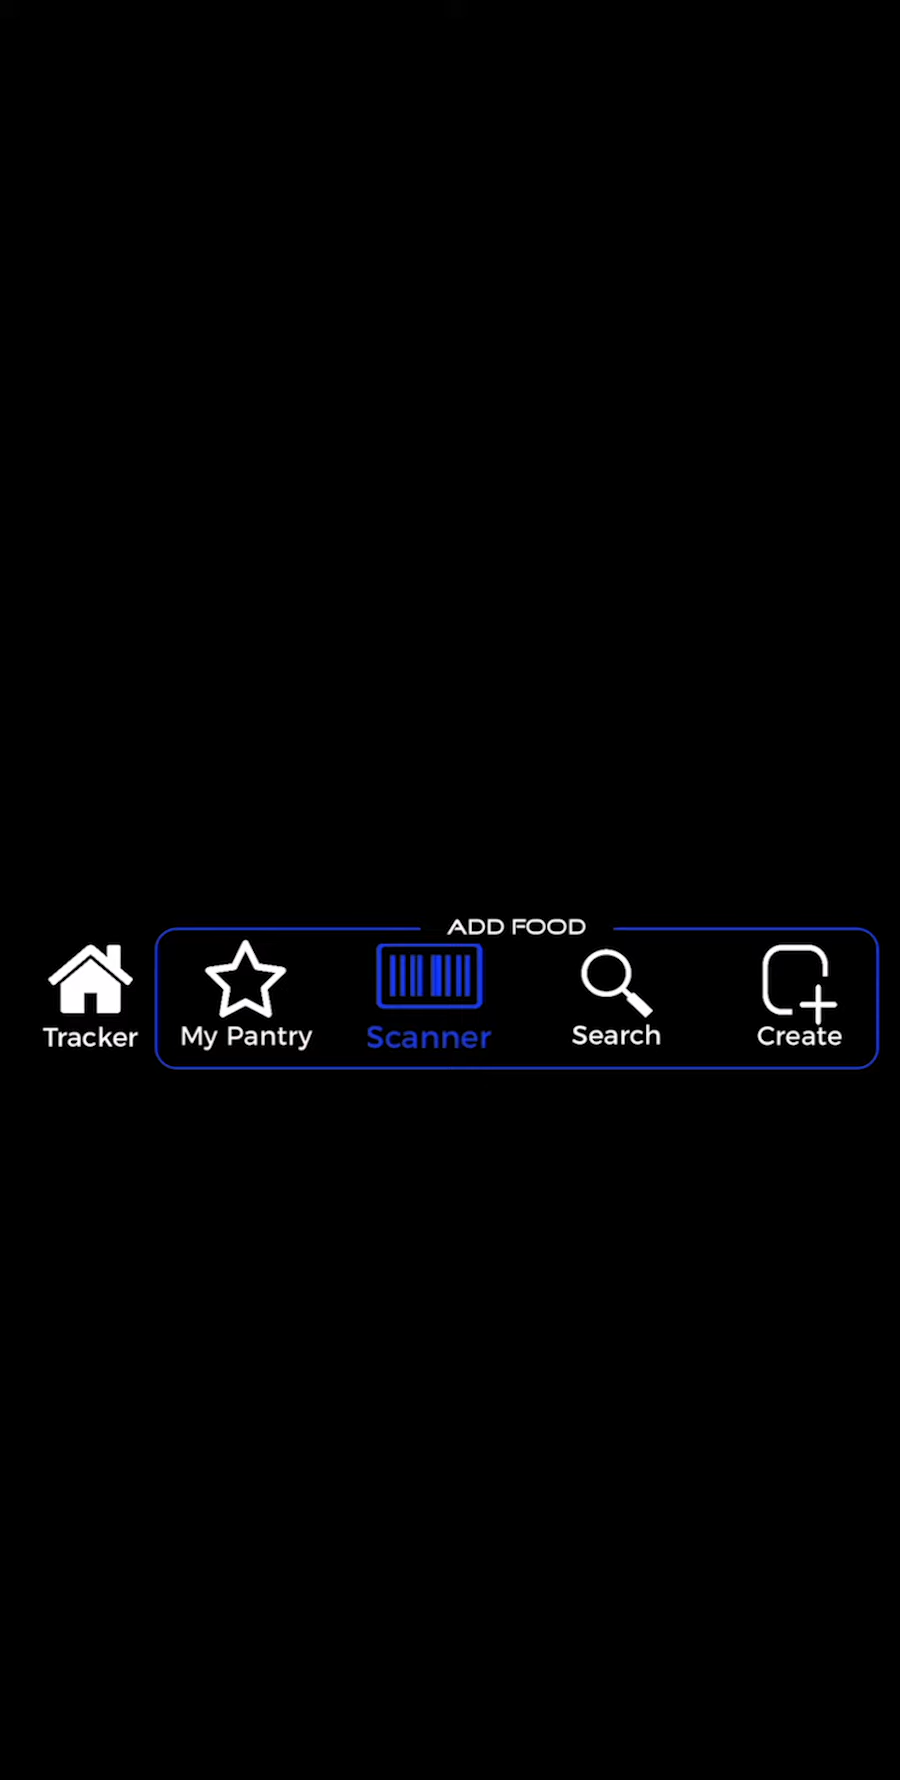 ADD FOOD
Tracker
My Pantry
Scanner
Search
Create